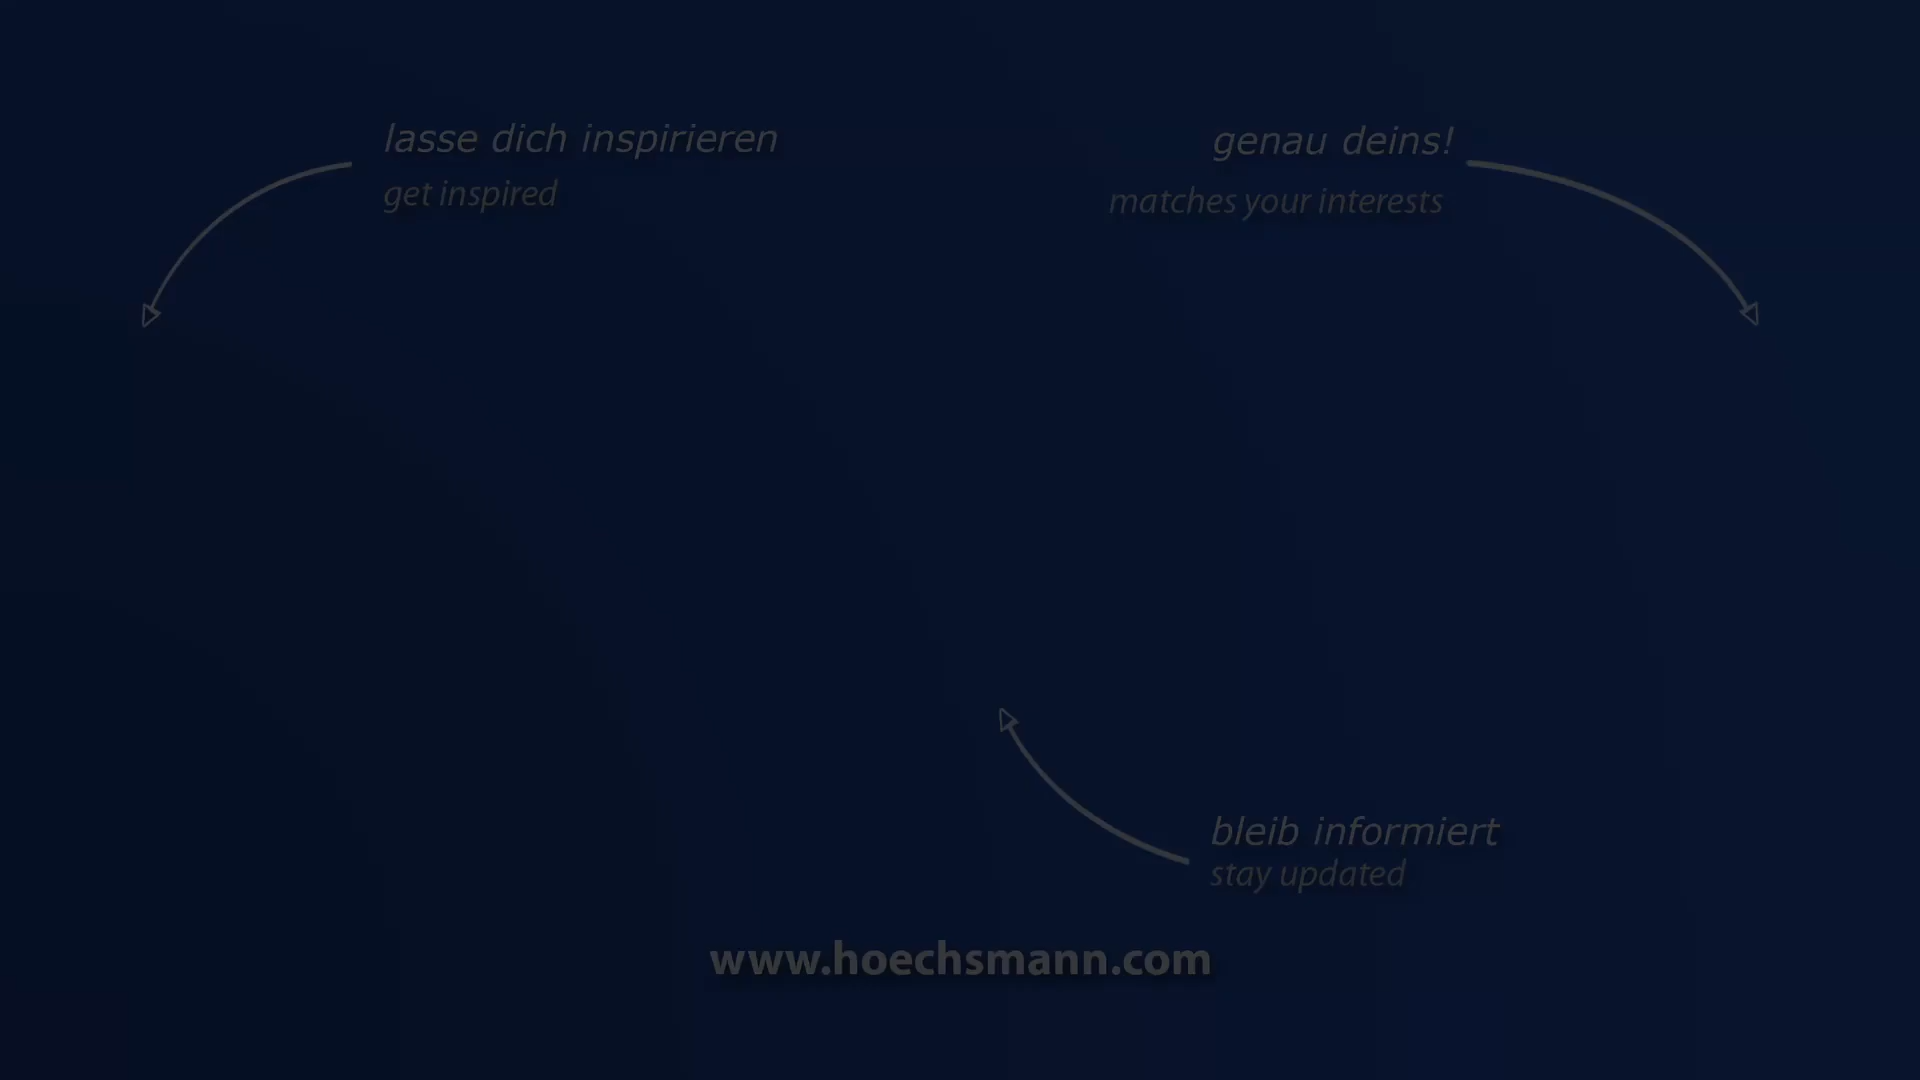 lasse dich inspirieren
get inspired
genau deins!
matches your interests
bleib informiert
stay updated
www.hoechsmann.com